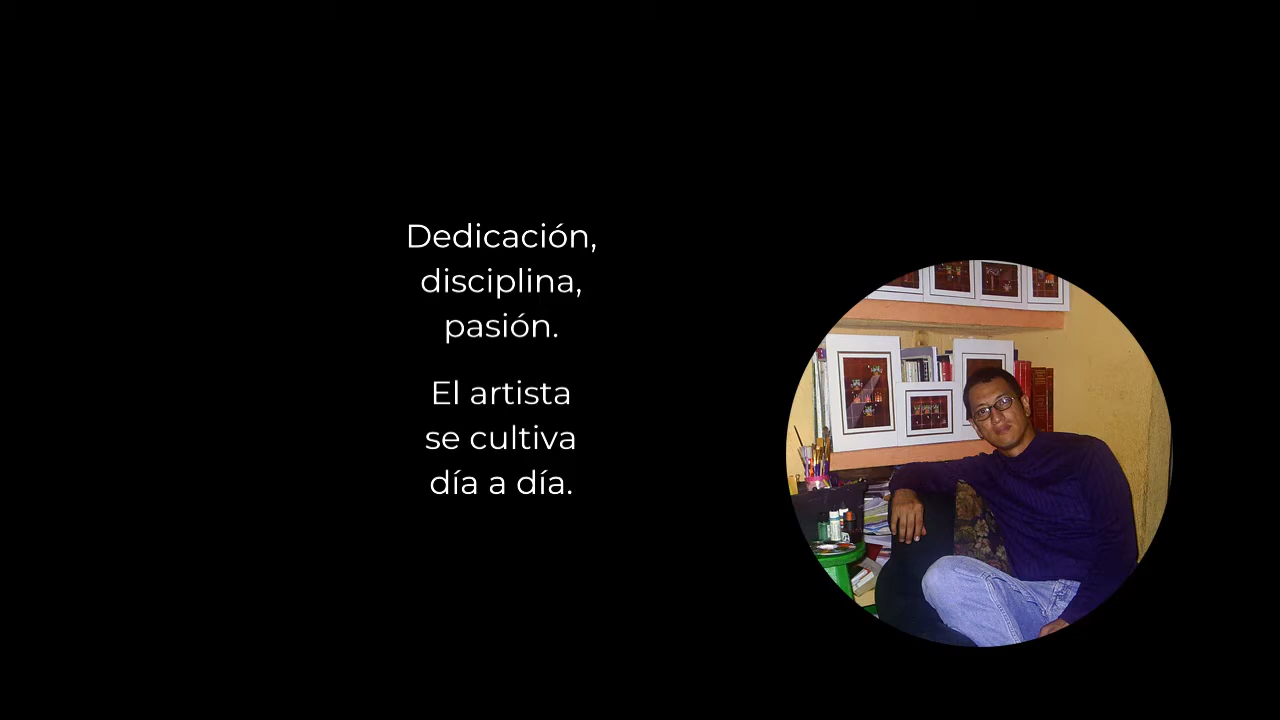 Dedicación,
disciplina,
pasión.
El artista
se cultiva
día a día.